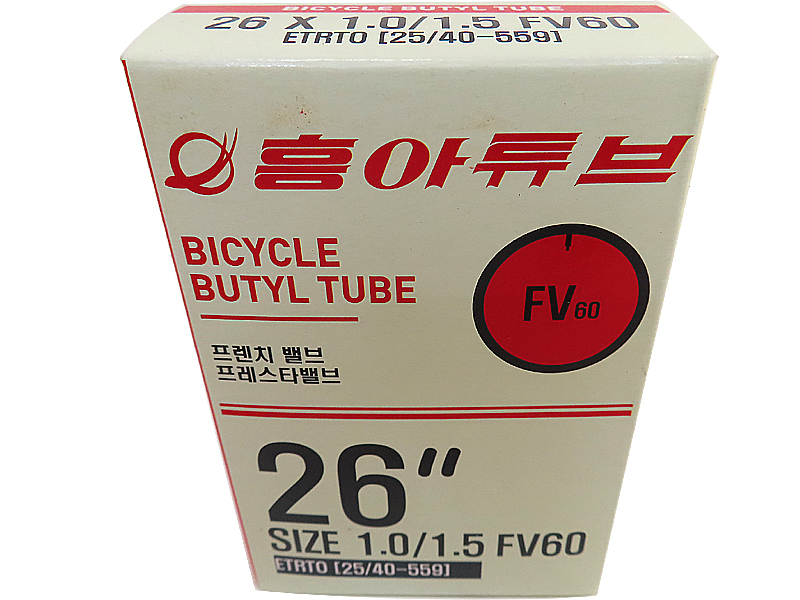 BICYCLE BUTYL TUBE
26 X 1.0/1.5 FV60
ETRTO [25/40-559]
흥아튜브
BICYCLE
BUTYL TUBE
FV60
프렌치 밸브
프레스타밸브
26"
SIZE 1.0/1.5 FV60
ETRTO [25/40-559]